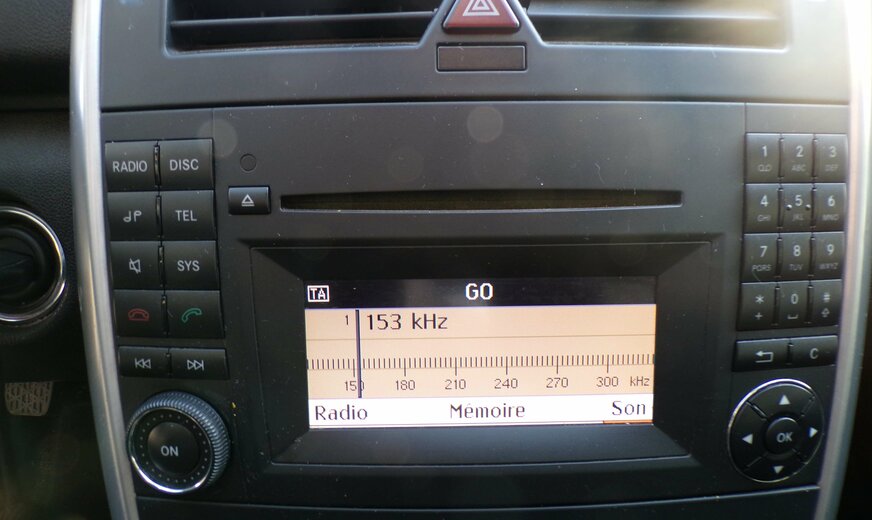 RADIO DISC
TEL
SYS
1 2 3
ABC DEF
4 5 6
GHI JKL MNO
7 8 9
PQRS TUV WXYZ
* 0 #
+
C
ON
OK
TA GO
1 153 kHz
150 180 210 240 270 300 kHz
Radio Mémoire Son